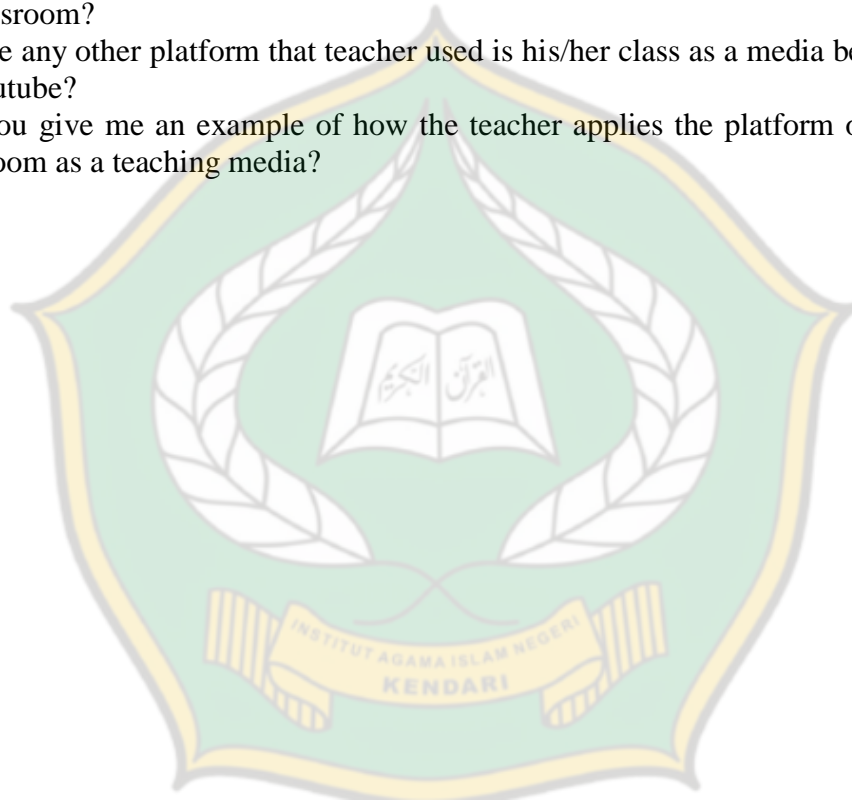 sroom?
e any other platform that teacher used is his/her class as a media be
utube?
ou give me an example of how the teacher applies the platform o
oom as a teaching media?
القرآن الكريم
INSTITUT AGAMA ISLAM NEGERI
KENDARI